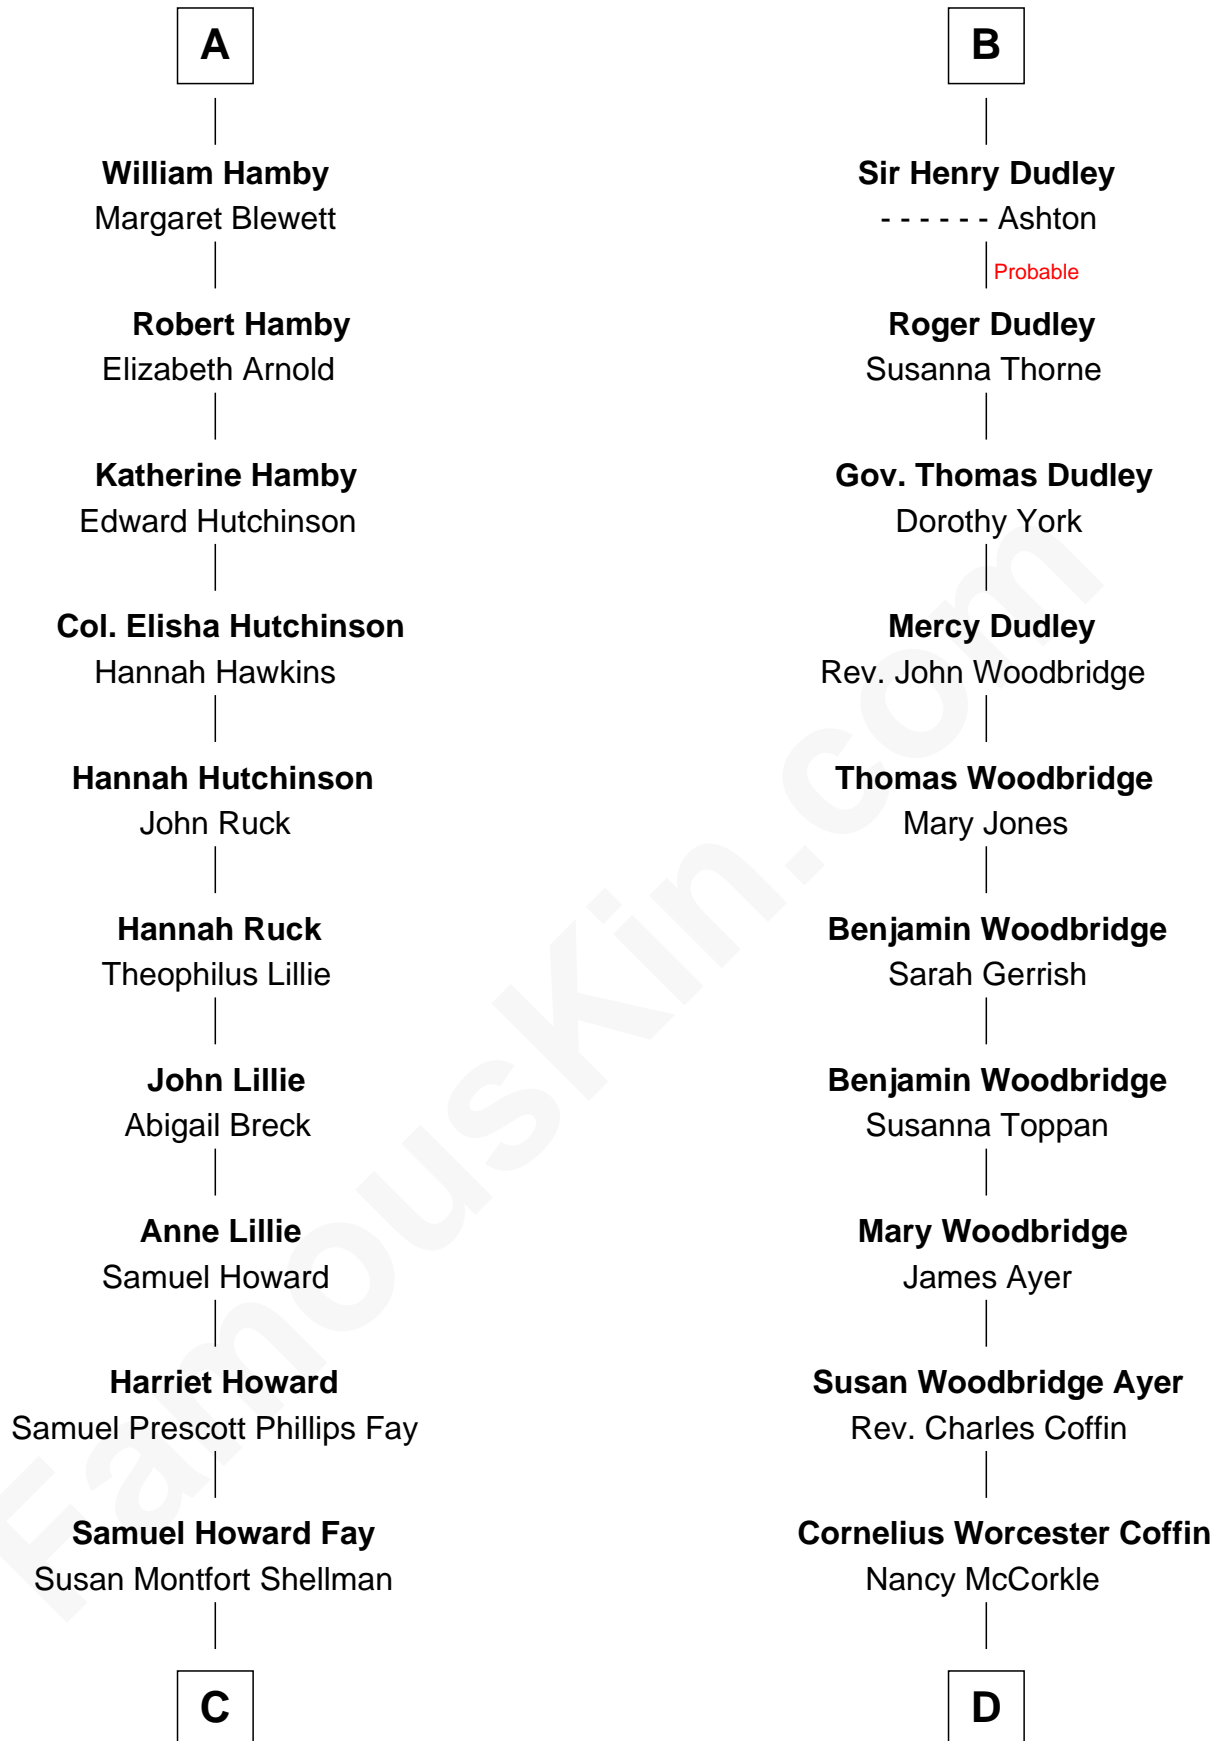 A
William Hamby
Margaret Blewett
Robert Hamby
Elizabeth Arnold
Katherine Hamby
Edward Hutchinson
Col. Elisha Hutchinson
Hannah Hawkins
Hannah Hutchinson
John Ruck
Hannah Ruck
Theophilus Lillie
John Lillie
Abigail Breck
Anne Lillie
Samuel Howard
Harriet Howard
Samuel Prescott Phillips Fay
Samuel Howard Fay
Susan Montfort Shellman
C
B
Sir Henry Dudley
- - - - - - Ashton
Probable
Roger Dudley
Susanna Thorne
Gov. Thomas Dudley
Dorothy York
Mercy Dudley
Rev. John Woodbridge
Thomas Woodbridge
Mary Jones
Benjamin Woodbridge
Sarah Gerrish
Benjamin Woodbridge
Susanna Toppan
Mary Woodbridge
James Ayer
Susan Woodbridge Ayer
Rev. Charles Coffin
Cornelius Worcester Coffin
Nancy McCorkle
D
FamousKin.com